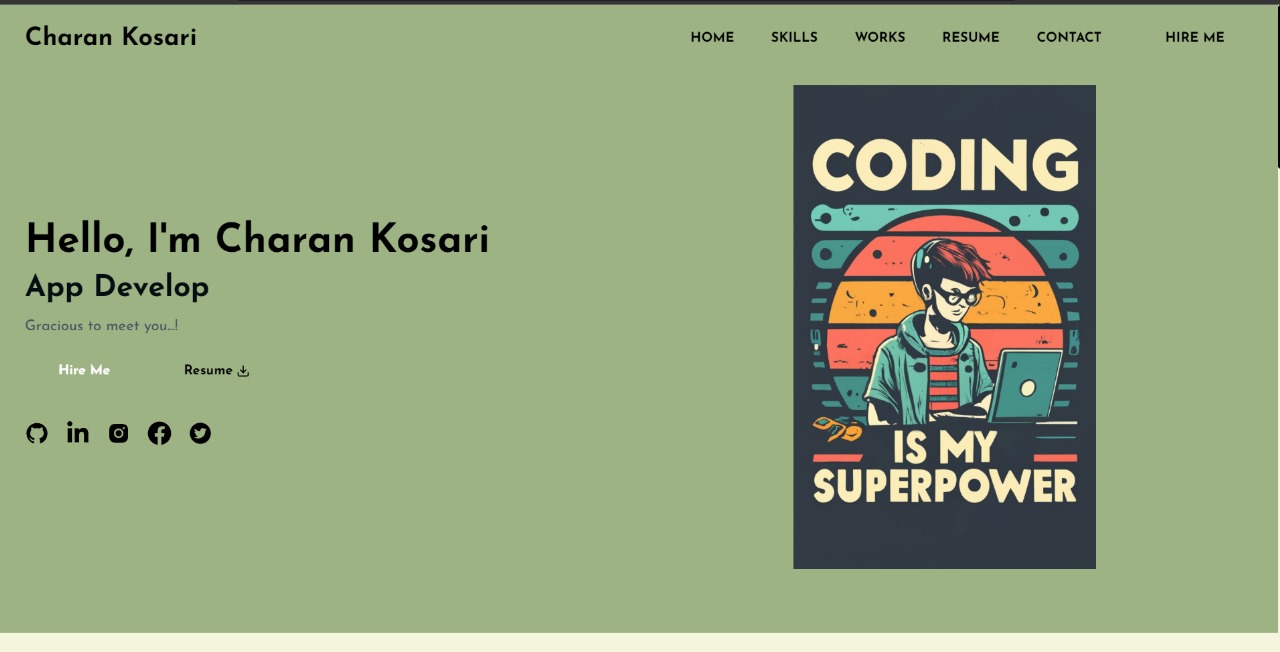 Charan Kosari
HOME SKILLS WORKS RESUME CONTACT HIRE ME
Hello, I'm Charan Kosari
App Develop
Gracious to meet you...!
Hire Me Resume
in
CODING
IS MY
SUPERPOWER